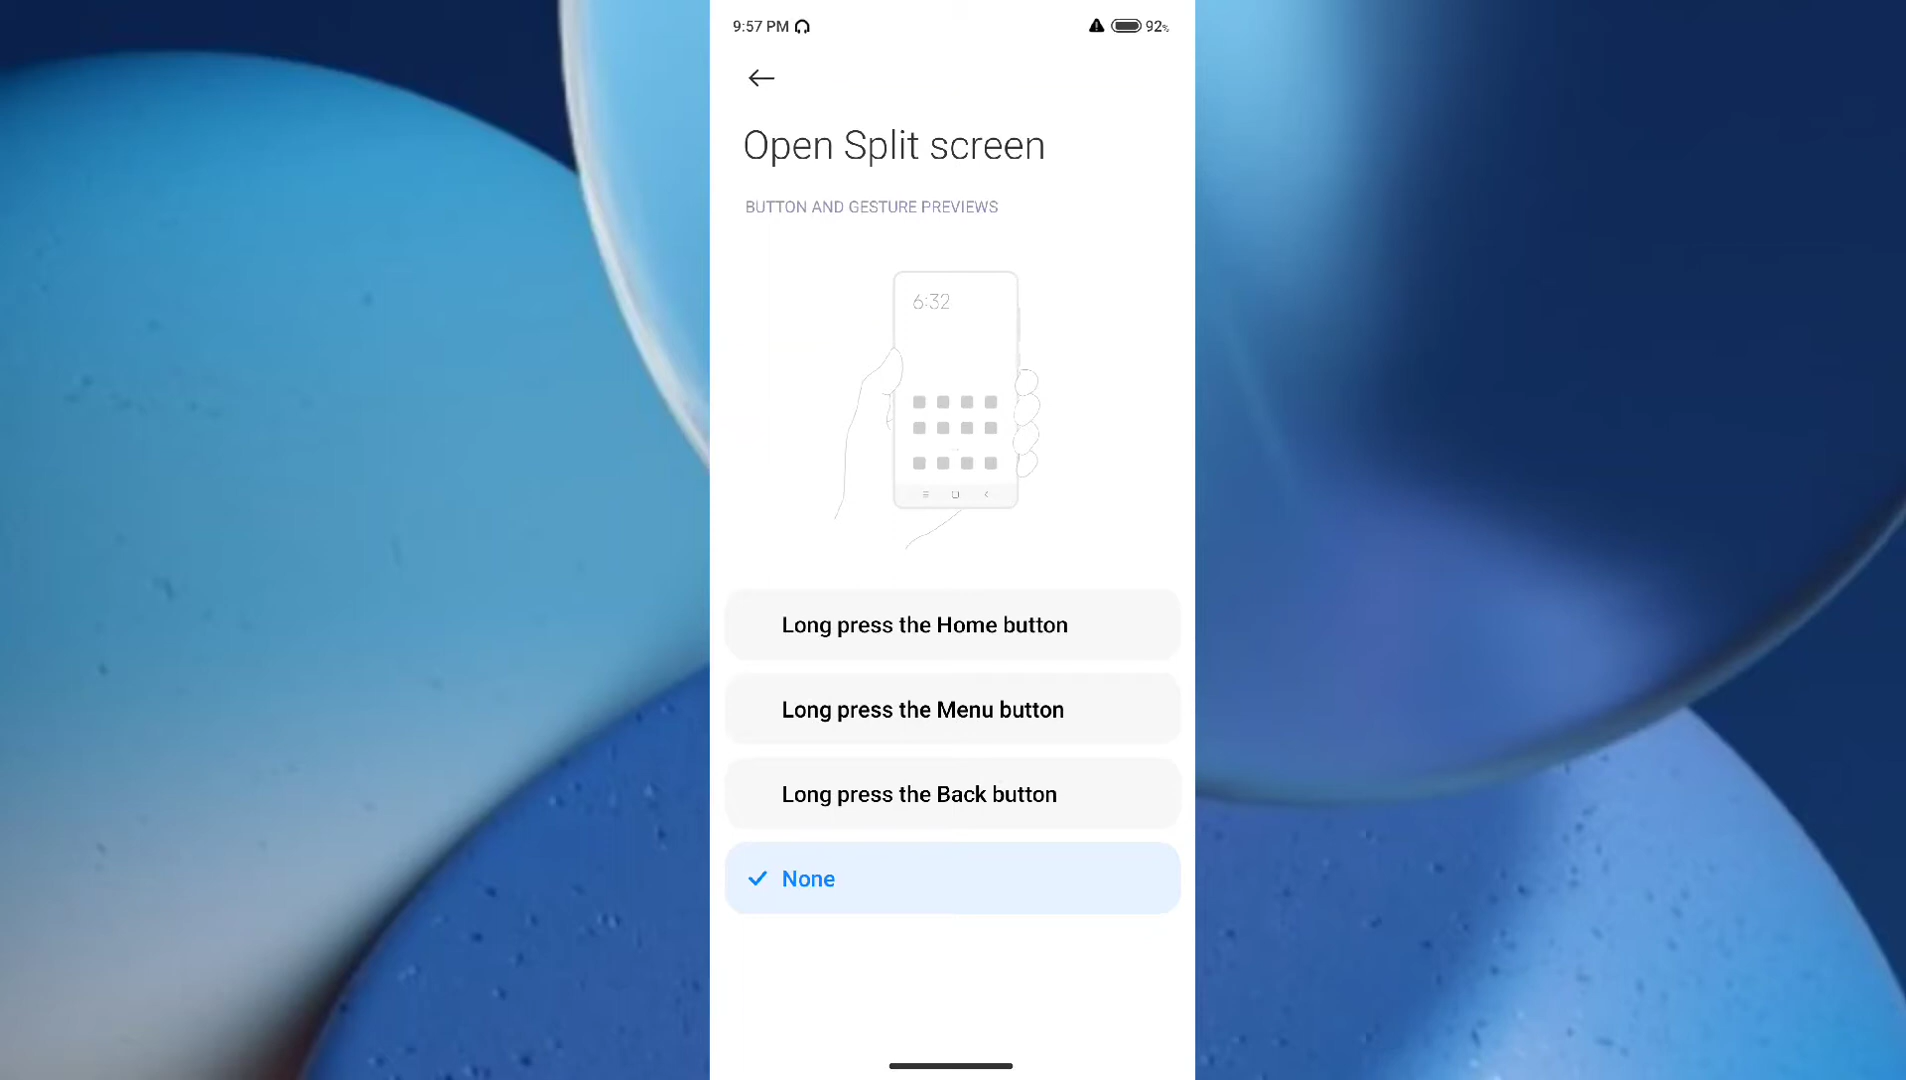 9:57 PM
92%
Open Split screen
BUTTON AND GESTURE PREVIEWS
6:32
Long press the Home button
Long press the Menu button
Long press the Back button
None